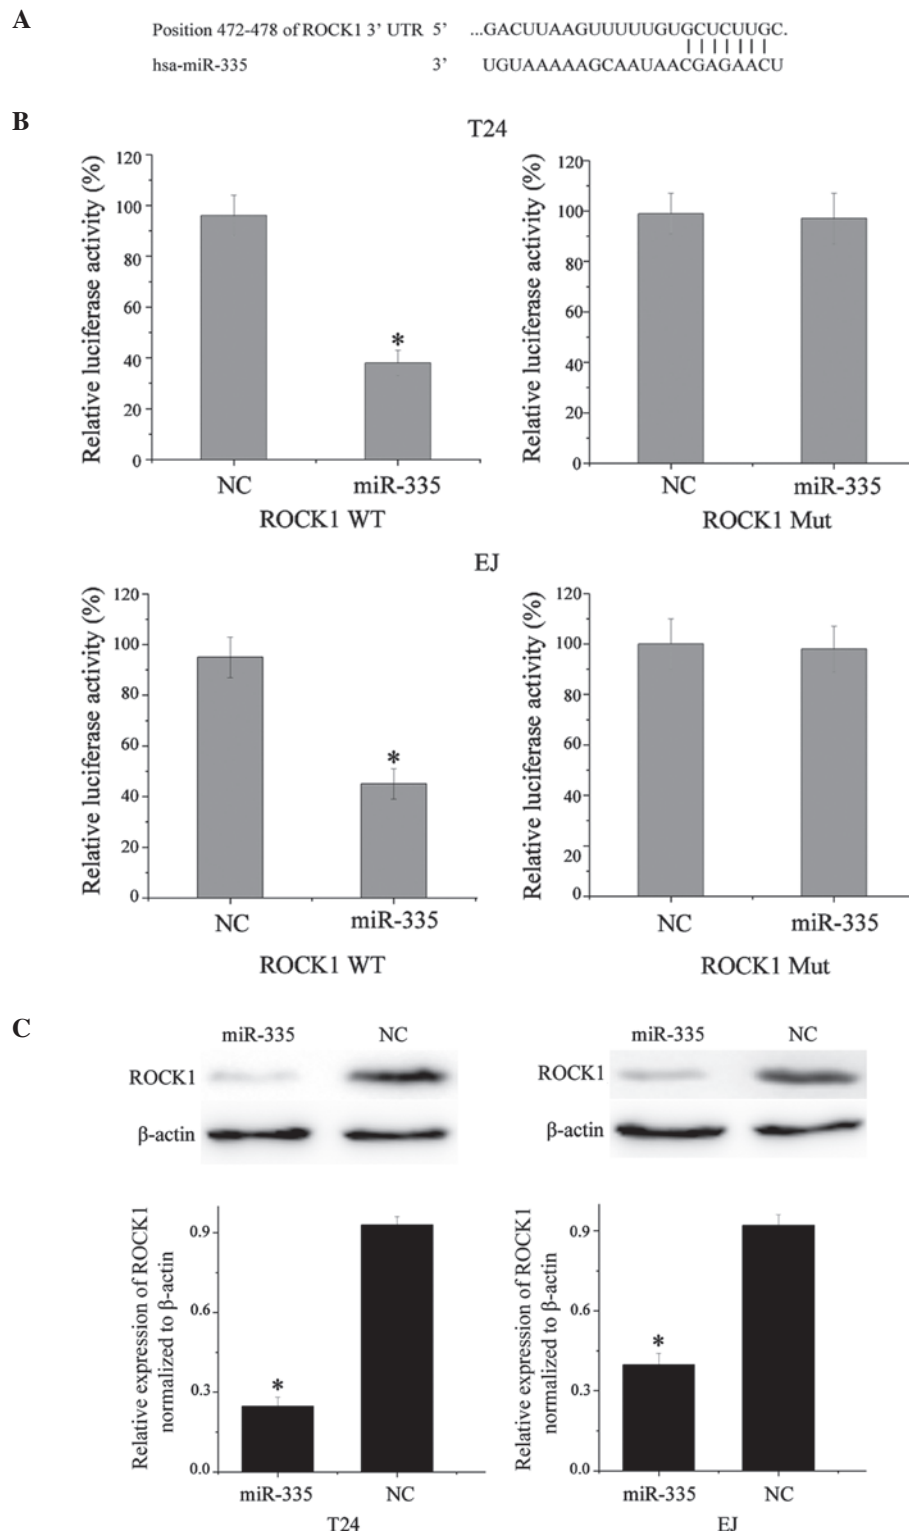 A
Position 472-478 of ROCK1 3' UTR 5' ...GACUUAAGUUUUUGUGCUCUUGC.
hsa-miR-335 3' UGUAAAAAGCAAUAACGAGAACU
B
T24
Relative luciferase activity (%)
120
100
80
60
40
20
0
*
NC miR-335
ROCK1 WT
Relative luciferase activity (%)
120
100
80
60
40
20
0
NC miR-335
ROCK1 Mut
EJ
Relative luciferase activity (%)
120
100
80
60
40
20
0
*
NC miR-335
ROCK1 WT
Relative luciferase activity (%)
120
100
80
60
40
20
0
NC miR-335
ROCK1 Mut
C
miR-335 NC
ROCK1
β-actin
miR-335 NC
ROCK1
β-actin
Relative expression of ROCK1
normalized to β-actin
0.9
0.6
0.3
0.0
*
miR-335 NC
T24
Relative expression of ROCK1
normalized to β-actin
0.9
0.6
0.3
0.0
*
miR-335 NC
EJ